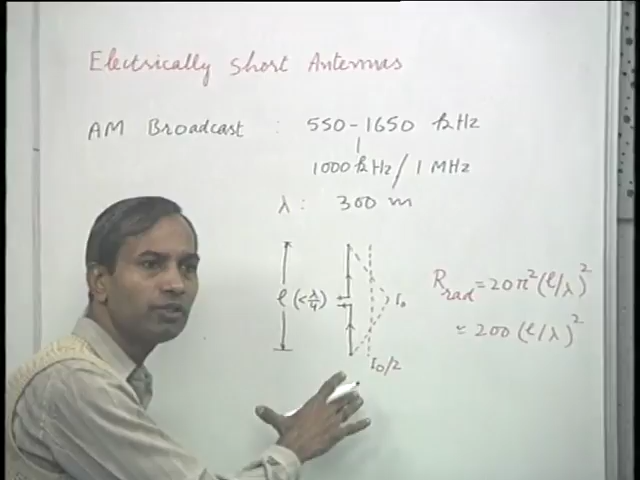 Electrically Short Antennas
AM Broadcast : 550-1650 kHz
1000 kHz / 1 MHz
λ : 300 m
l (<λ/4)
I₀
I₀/2
R_rad = 20π²(l/λ)²
≈ 200 (l/λ)²